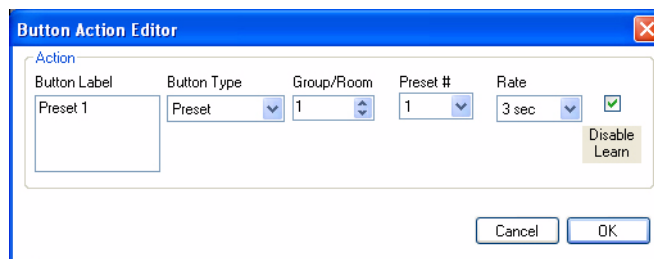 Button Action Editor
Action
Button Label Button Type Group/Room Preset # Rate
Preset 1 Preset 1 1 3 sec
Disable
Learn
Cancel OK